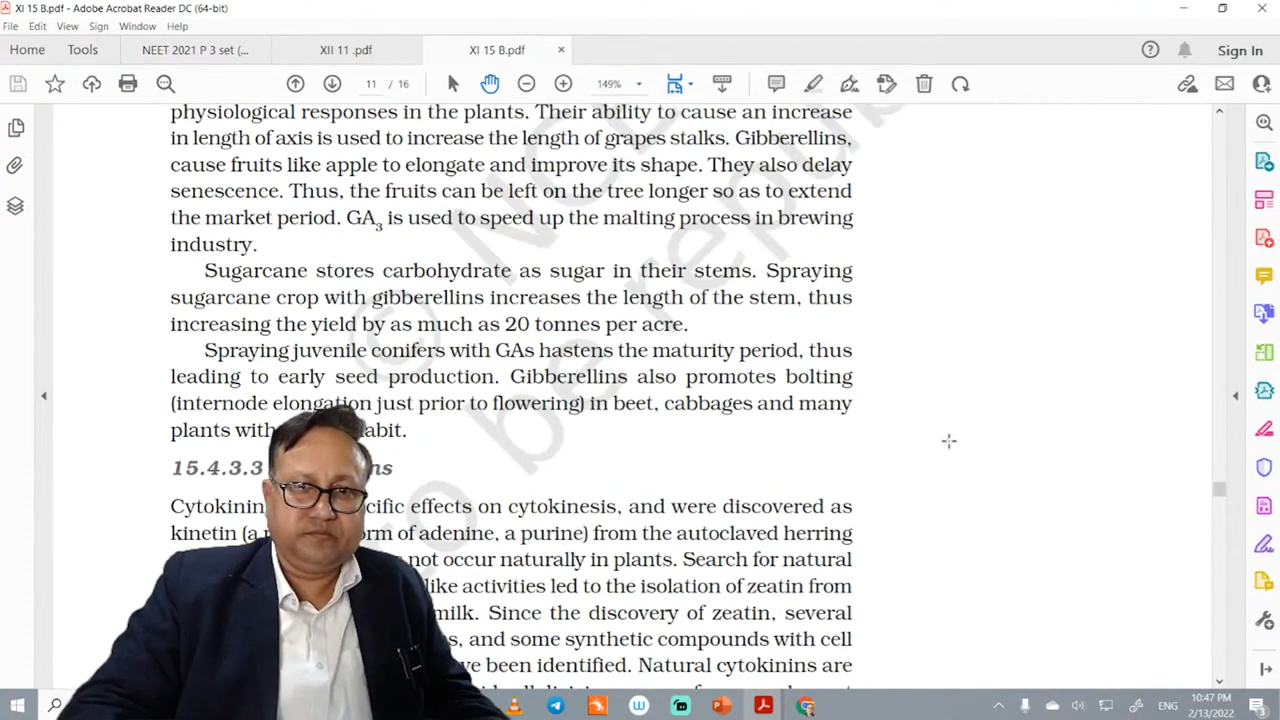 XI 15 B.pdf - Adobe Acrobat Reader DC (64-bit)
File Edit View Sign Window Help
Home Tools NEET 2021 P 3 set (... XII 11 .pdf XI 15 B.pdf × Sign In
11 / 16 149%
physiological responses in the plants. Their ability to cause an increase
in length of axis is used to increase the length of grapes stalks. Gibberellins,
cause fruits like apple to elongate and improve its shape. They also delay
senescence. Thus, the fruits can be left on the tree longer so as to extend
the market period. GA3 is used to speed up the malting process in brewing
industry.
Sugarcane stores carbohydrate as sugar in their stems. Spraying
sugarcane crop with gibberellins increases the length of the stem, thus
increasing the yield by as much as 20 tonnes per acre.
Spraying juvenile conifers with GAs hastens the maturity period, thus
leading to early seed production. Gibberellins also promotes bolting
(internode elongation just prior to flowering) in beet, cabbages and many
plants with abit.
15.4.3.3 ns
Cytokinin cific effects on cytokinesis, and were discovered as
kinetin (a orm of adenine, a purine) from the autoclaved herring
not occur naturally in plants. Search for natural
like activities led to the isolation of zeatin from
milk. Since the discovery of zeatin, several
s, and some synthetic compounds with cell
ve been identified. Natural cytokinins are
© NC
to be repub
ENG
10:47 PM
2/13/2022